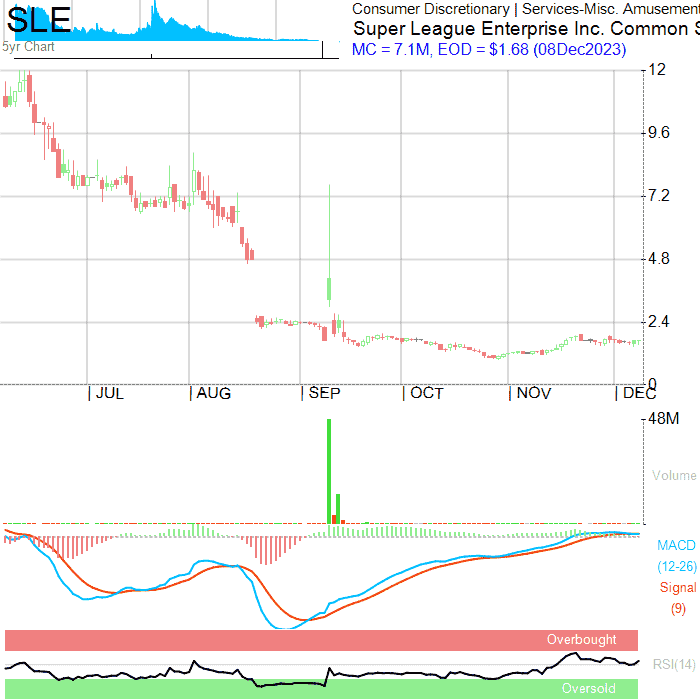 SLE
5yr Chart
Consumer Discretionary | Services-Misc. Amusement
Super League Enterprise Inc. Common S
MC = 7.1M, EOD = $1.68 (08Dec2023)
12
9.6
7.2
4.8
2.4
0
| JUL | AUG | SEP | OCT | NOV | DEC
48M
Volume
MACD
(12-26)
Signal
(9)
Overbought
RSI(14)
Oversold